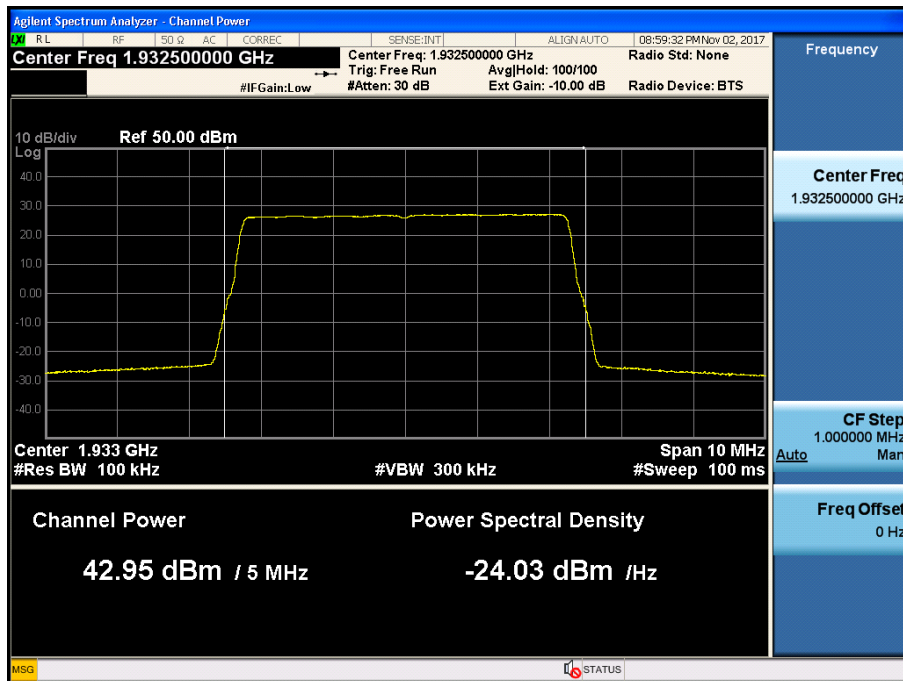 Agilent Spectrum Analyzer - Channel Power
LXI RL RF 50 Ω AC CORREC SENSE:INT ALIGN AUTO 08:59:32 PM Nov 02, 2017
Center Freq 1.932500000 GHz
Center Freq: 1.932500000 GHz Radio Std: None
Trig: Free Run Avg|Hold: 100/100
#IFGain:Low #Atten: 30 dB Ext Gain: -10.00 dB Radio Device: BTS
10 dB/div Ref 50.00 dBm
Log
40.0
30.0
20.0
10.0
0.00
-10.0
-20.0
-30.0
-40.0
Center 1.933 GHz Span 10 MHz
#Res BW 100 kHz #VBW 300 kHz #Sweep 100 ms
Channel Power Power Spectral Density
42.95 dBm / 5 MHz -24.03 dBm /Hz
MSG STATUS
Frequency
Center Freq
1.932500000 GHz
CF Step
1.000000 MHz
Auto Man
Freq Offset
0 Hz